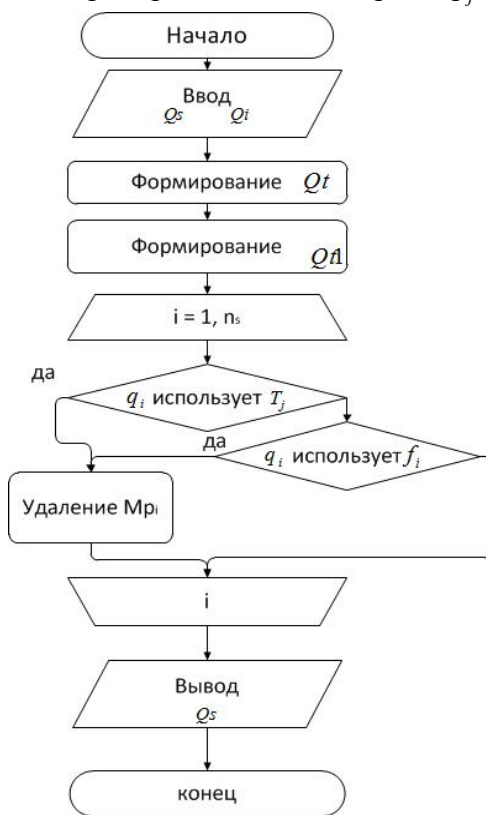 Начало
Ввод
Qs Qi
Формирование Qt
Формирование
i = 1, ns
да
qi использует Tj
да
qi использует fi
Удаление Mpi
i
Вывод
Qs
конец